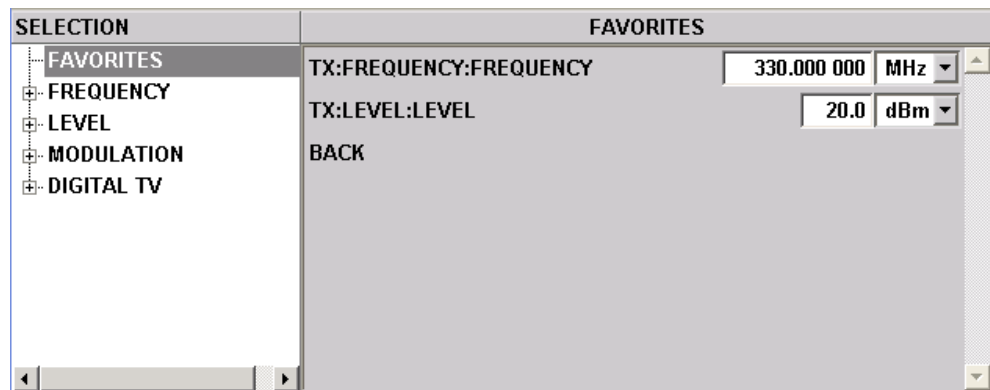 SELECTION
FAVORITES
FREQUENCY
LEVEL
MODULATION
DIGITAL TV
FAVORITES
TX:FREQUENCY:FREQUENCY 330.000 000 MHz
TX:LEVEL:LEVEL 20.0 dBm
BACK